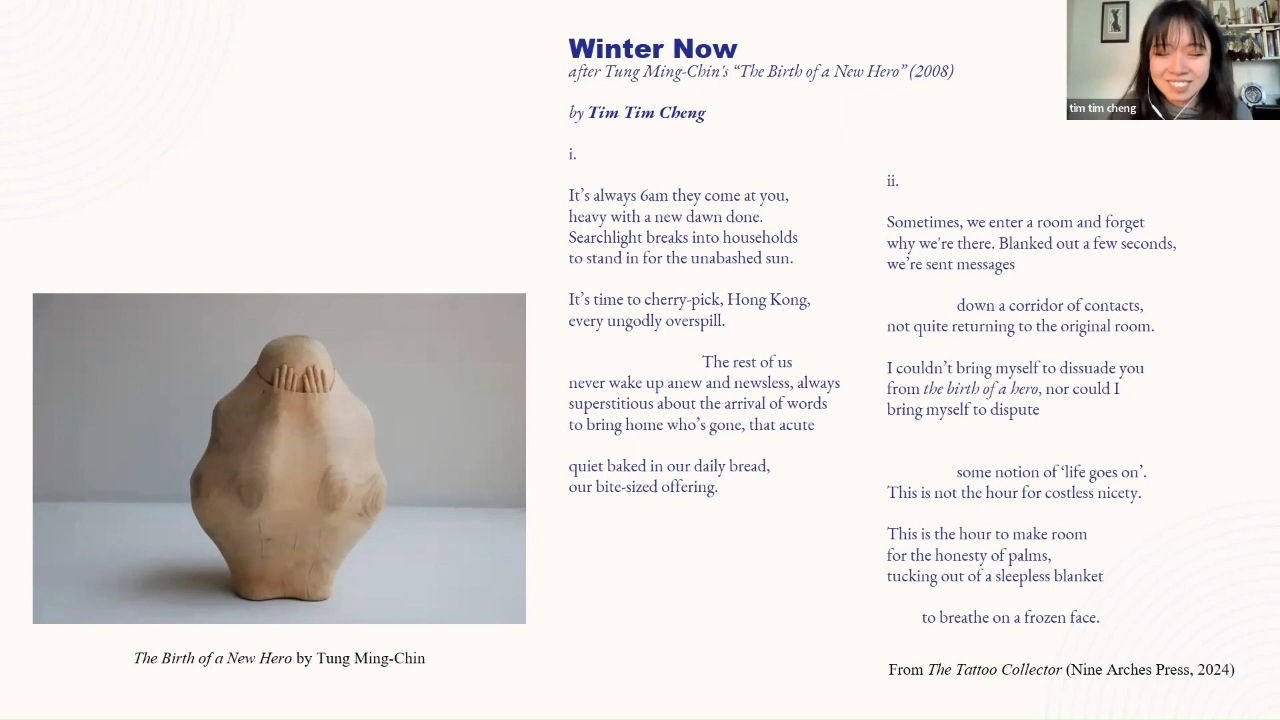 Winter Now
after Tung Ming-Chin's “The Birth of a New Hero” (2008)
by Tim Tim Cheng
i.
It’s always 6am they come at you,
heavy with a new dawn done.
Searchlight breaks into households
to stand in for the unabashed sun.
It’s time to cherry-pick, Hong Kong,
every ungodly overspill.
The rest of us
never wake up anew and newsless, always
superstitious about the arrival of words
to bring home who’s gone, that acute
quiet baked in our daily bread,
our bite-sized offering.
ii.
Sometimes, we enter a room and forget
why we're there. Blanked out a few seconds,
we’re sent messages
down a corridor of contacts,
not quite returning to the original room.
I couldn’t bring myself to dissuade you
from the birth of a hero, nor could I
bring myself to dispute
some notion of ‘life goes on’.
This is not the hour for costless nicety.
This is the hour to make room
for the honesty of palms,
tucking out of a sleepless blanket
to breathe on a frozen face.
The Birth of a New Hero by Tung Ming-Chin
From The Tattoo Collector (Nine Arches Press, 2024)
tim tim cheng